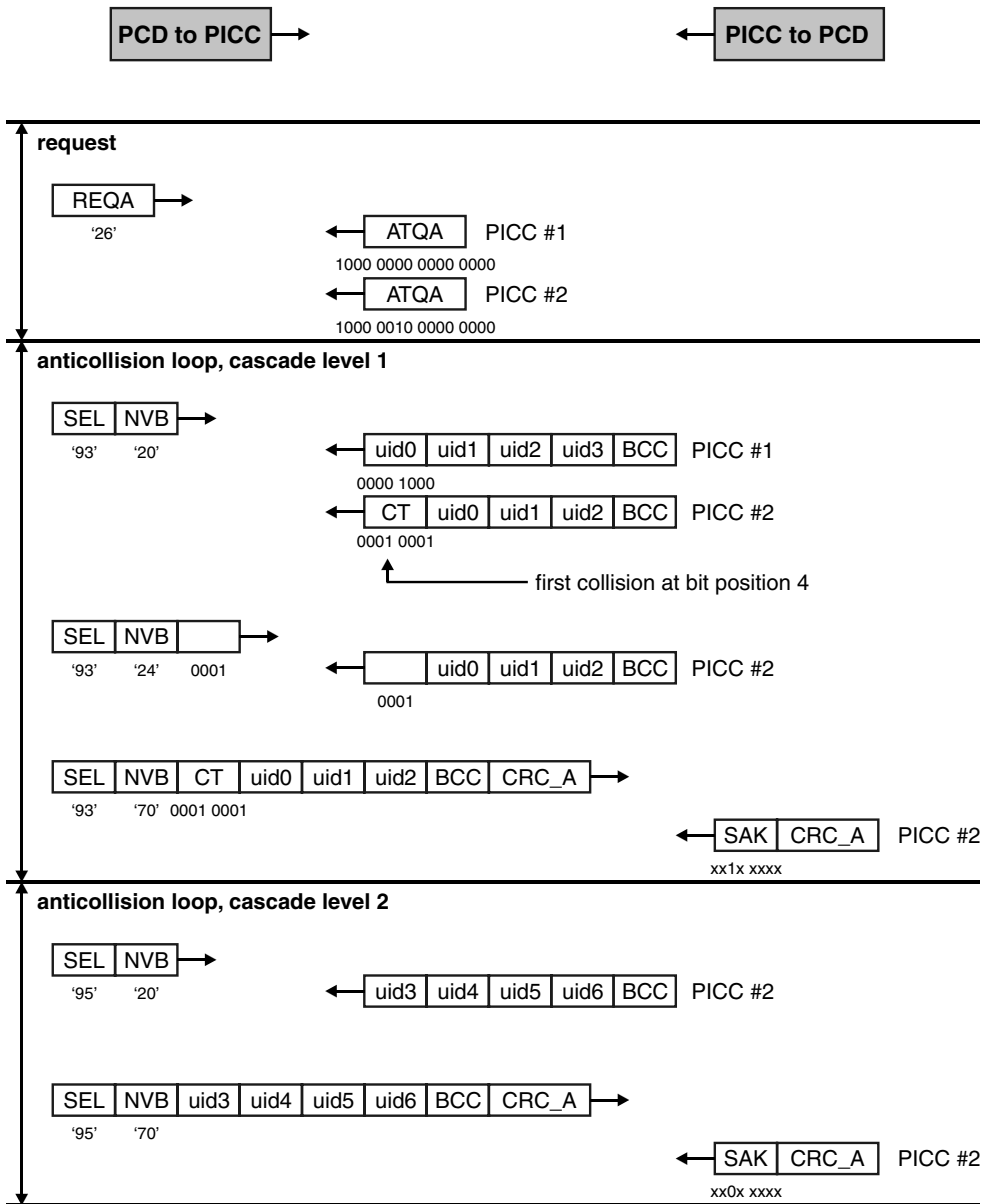 PCD to PICC
PICC to PCD
request
REQA
‘26’
ATQA PICC #1
1000 0000 0000 0000
ATQA PICC #2
1000 0010 0000 0000
anticollision loop, cascade level 1
SEL NVB
‘93’ ‘20’
uid0 uid1 uid2 uid3 BCC PICC #1
0000 1000
CT uid0 uid1 uid2 BCC PICC #2
0001 0001
first collision at bit position 4
SEL NVB
‘93’ ‘24’ 0001
uid0 uid1 uid2 BCC PICC #2
0001
SEL NVB CT uid0 uid1 uid2 BCC CRC_A
‘93’ ‘70’ 0001 0001
SAK CRC_A PICC #2
xx1x xxxx
anticollision loop, cascade level 2
SEL NVB
‘95’ ‘20’
uid3 uid4 uid5 uid6 BCC PICC #2
SEL NVB uid3 uid4 uid5 uid6 BCC CRC_A
‘95’ ‘70’
SAK CRC_A PICC #2
xx0x xxxx